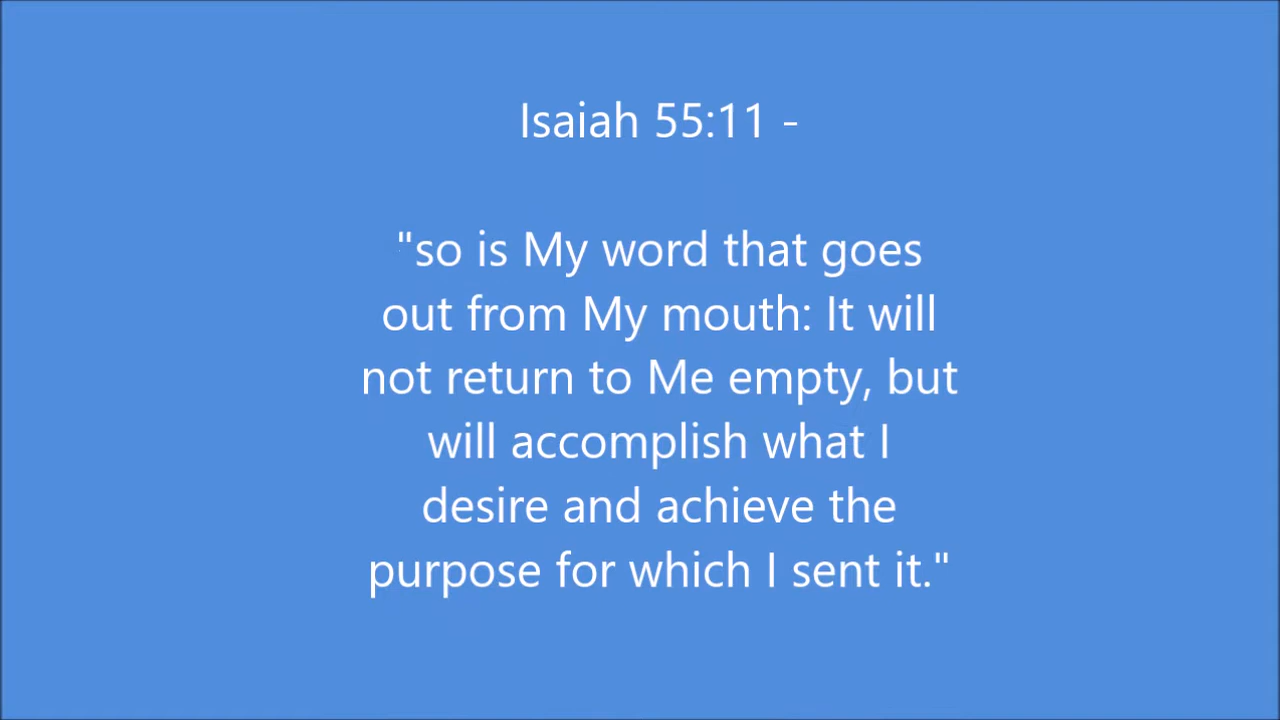 Isaiah 55:11 -
"so is My word that goes
out from My mouth: It will
not return to Me empty, but
will accomplish what I
desire and achieve the
purpose for which I sent it."